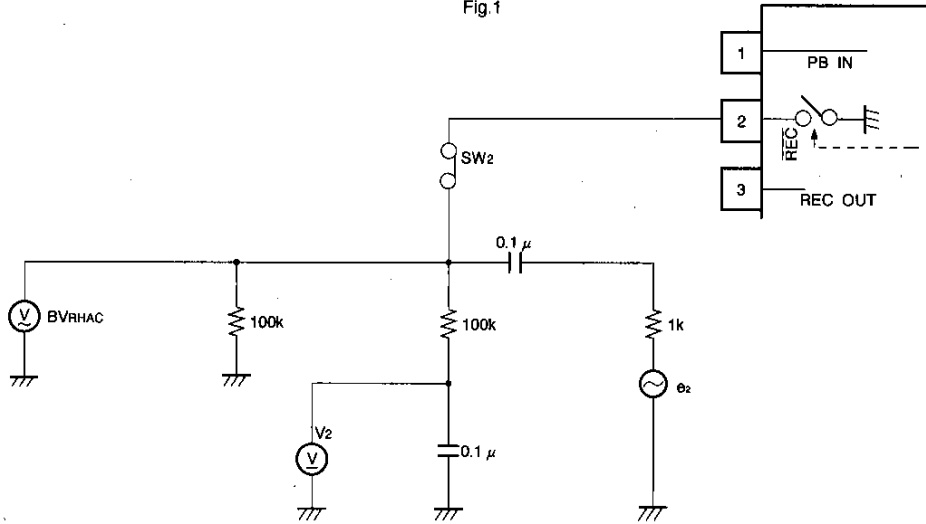 Fig.1
1
PB IN
2
REC
3
REC OUT
SW2
0.1 μ
V
BVRHAC
100k
100k
1k
e2
V2
V
0.1 μ